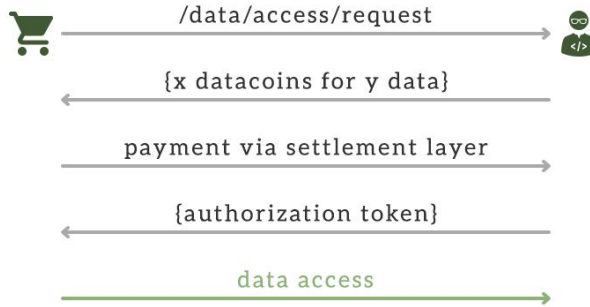 /data/access/request
</>
{x datacoins for y data}
payment via settlement layer
{authorization token}
data access